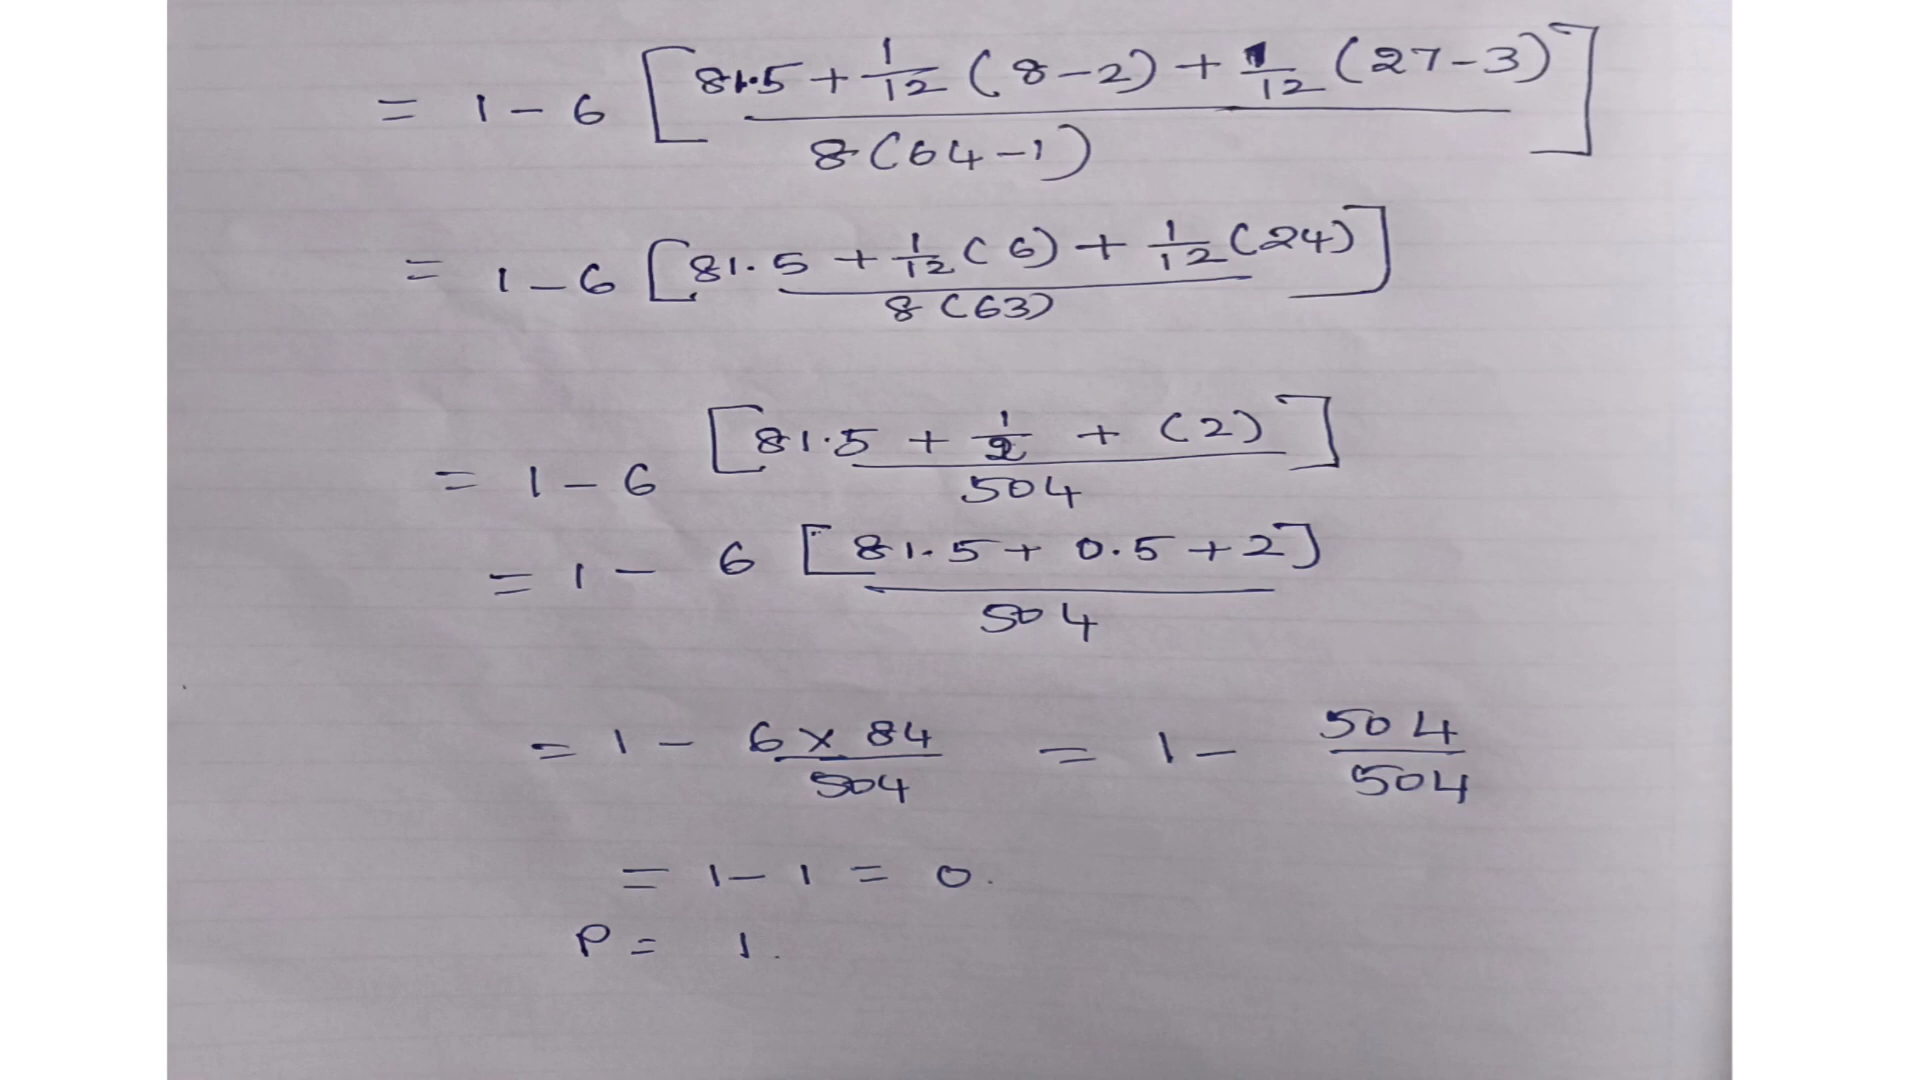 = 1 - 6 [ 81.5 + 1/12 (8-2) + 1/12 (27-3) / 8(64-1) ]
= 1 - 6 [ 81.5 + 1/12 (6) + 1/12 (24) / 8(63) ]
= 1 - 6 [ 81.5 + 1/2 + (2) ] / 504
= 1 - 6 [ 81.5 + 0.5 + 2 ] / 504
= 1 - 6 × 84 / 504 = 1 - 504 / 504
= 1 - 1 = 0.
P = 1.